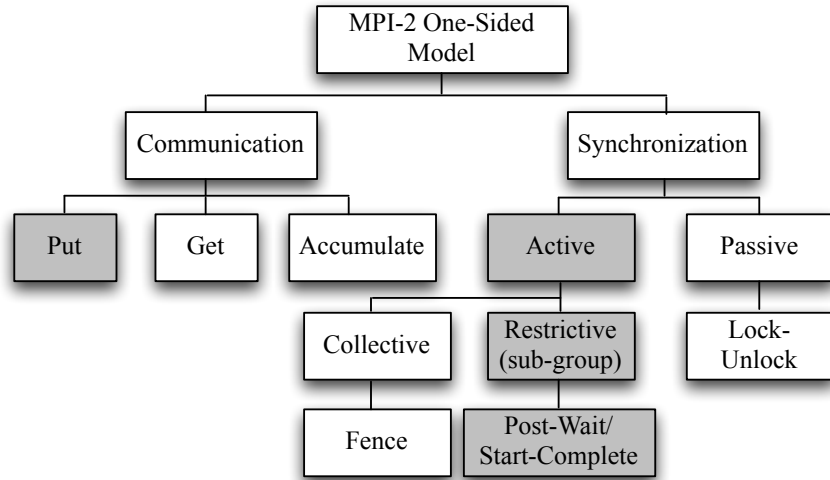 MPI-2 One-Sided
Model
Communication
Synchronization
Put
Get
Accumulate
Active
Passive
Collective
Restrictive
(sub-group)
Lock-
Unlock
Fence
Post-Wait/
Start-Complete